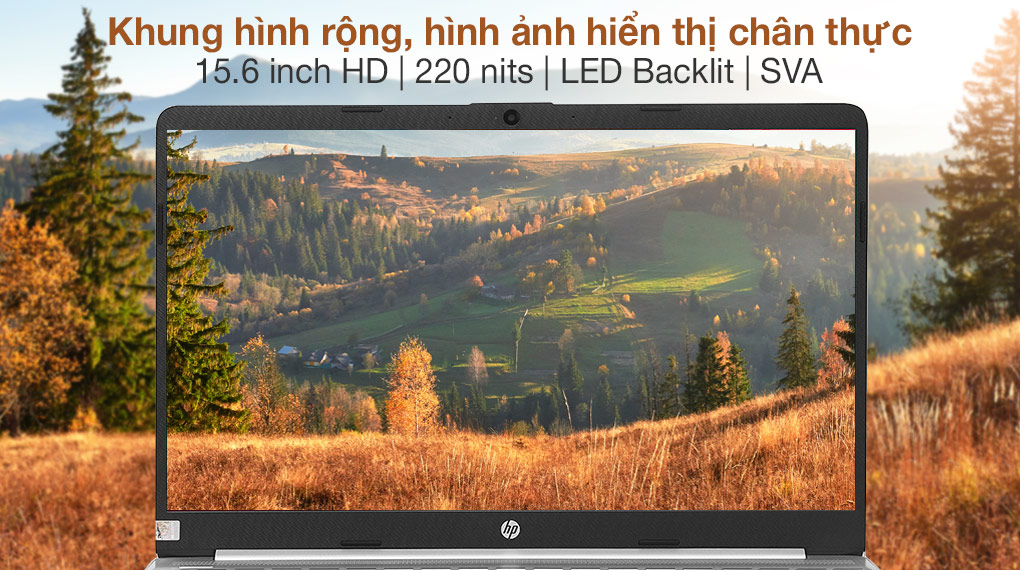 Khung hình rộng, hình ảnh hiển thị chân thực
15.6 inch HD | 220 nits | LED Backlit | SVA
hp